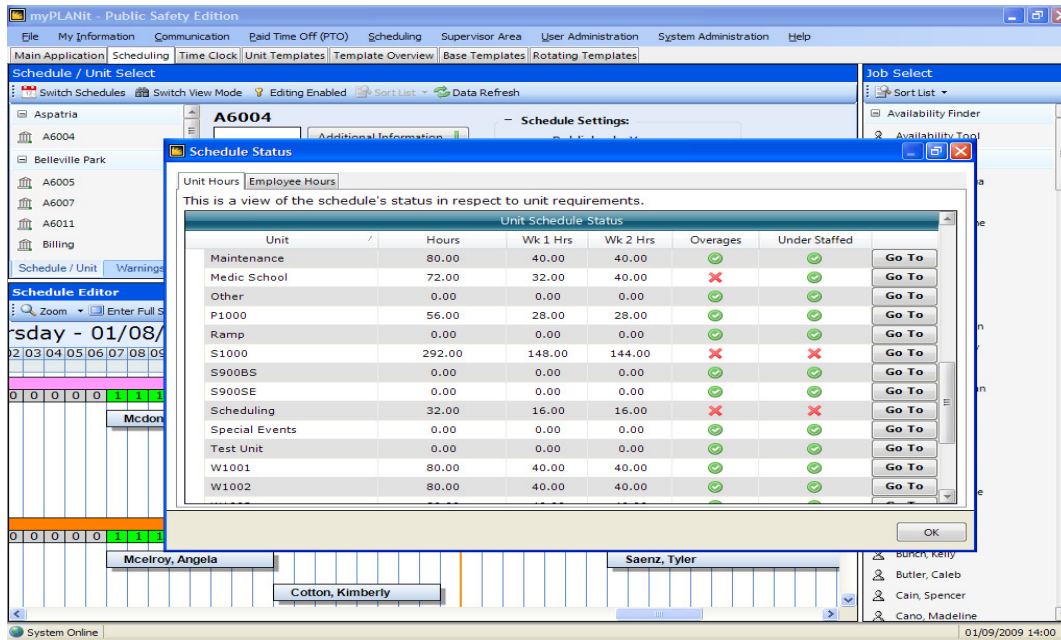 myPLANit - Public Safety Edition
File My Information Communication Paid Time Off (PTO) Scheduling Supervisor Area User Administration System Administration Help
Main Application Scheduling Time Clock Unit Templates Template Overview Base Templates Rotating Templates
Schedule / Unit Select
Job Select
Switch Schedules Switch View Mode Editing Enabled Sort List Data Refresh
Sort List
Aspatria
A6004
Belleville Park
A6005
A6007
A6011
Billing
A6004
Additional Information
Schedule Settings:
Availability Finder
Availability Tool
Schedule / Unit Warnings
Schedule Status
Unit Hours Employee Hours
This is a view of the schedule's status in respect to unit requirements.
Unit Schedule Status
Unit Hours Wk 1 Hrs Wk 2 Hrs Overages Under Staffed
Maintenance 80.00 40.00 40.00 Go To
Medic School 72.00 32.00 40.00 Go To
Other 0.00 0.00 0.00 Go To
P1000 56.00 28.00 28.00 Go To
Ramp 0.00 0.00 0.00 Go To
S1000 292.00 148.00 144.00 Go To
S900BS 0.00 0.00 0.00 Go To
S900SE 0.00 0.00 0.00 Go To
Scheduling 32.00 16.00 16.00 Go To
Special Events 0.00 0.00 0.00 Go To
Test Unit 0.00 0.00 0.00 Go To
W1001 80.00 40.00 40.00 Go To
W1002 80.00 40.00 40.00 Go To
OK
Schedule Editor
Zoom Enter Full S
rsday - 01/08/
02 03 04 05 06 07 08 09
0 0 0 0 0 1 1 1
Mcdon
0 0 0 0 0 1 1 1
Mcelroy, Angela
Saenz, Tyler
Cotton, Kimberly
Bunch, Kelly
Butler, Caleb
Cain, Spencer
Cano, Madeline
System Online
01/09/2009 14:00